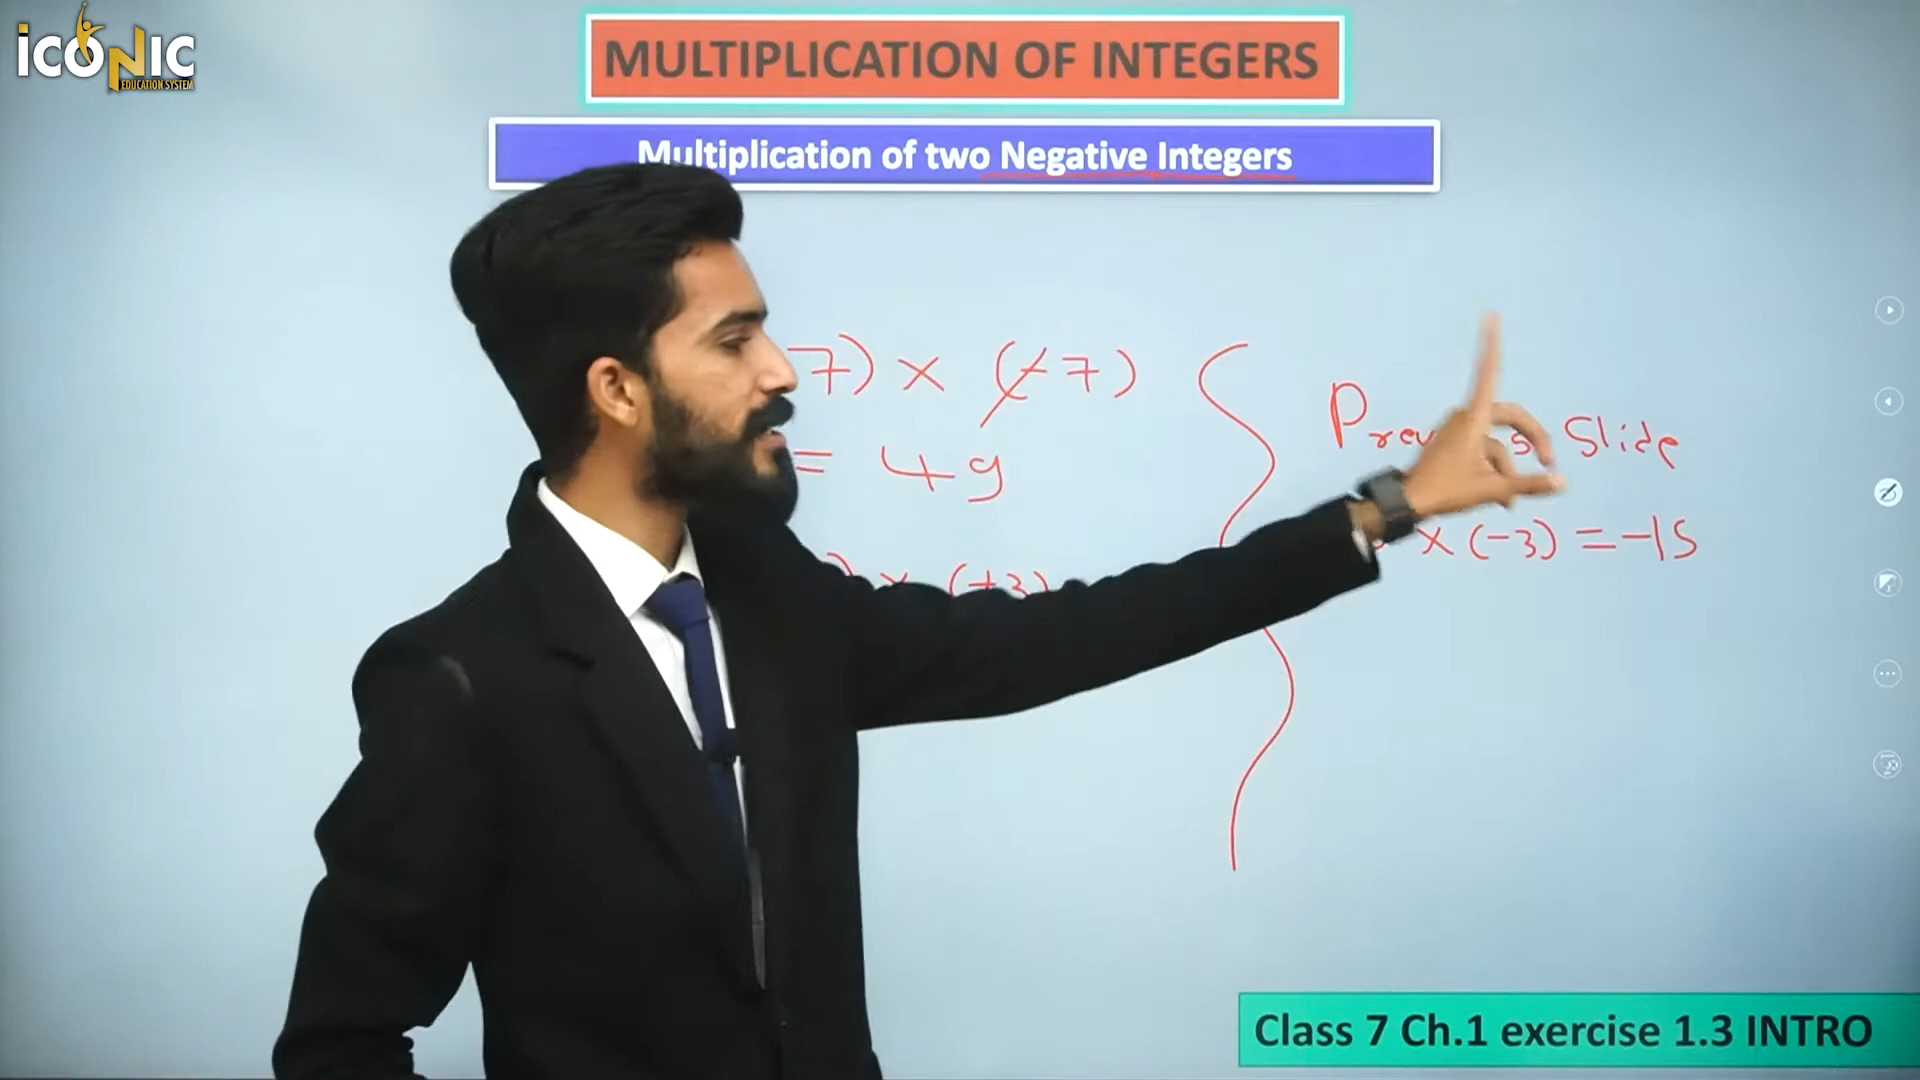 ICONIC
EDUCATION SYSTEM
MULTIPLICATION OF INTEGERS
Multiplication of two Negative Integers
7) × (-7)
= 49
× (+3)
Slide
× (-3) = -15
Class 7 Ch.1 exercise 1.3 INTRO